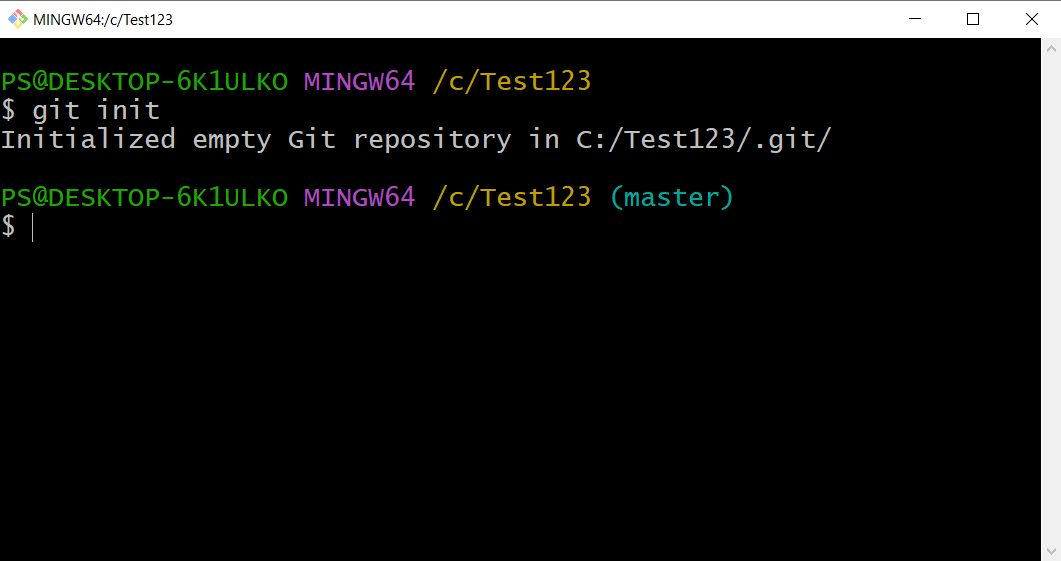 MINGW64:/c/Test123
PS@DESKTOP-6K1ULKO MINGW64 /c/Test123
$ git init
Initialized empty Git repository in C:/Test123/.git/
PS@DESKTOP-6K1ULKO MINGW64 /c/Test123 (master)
$